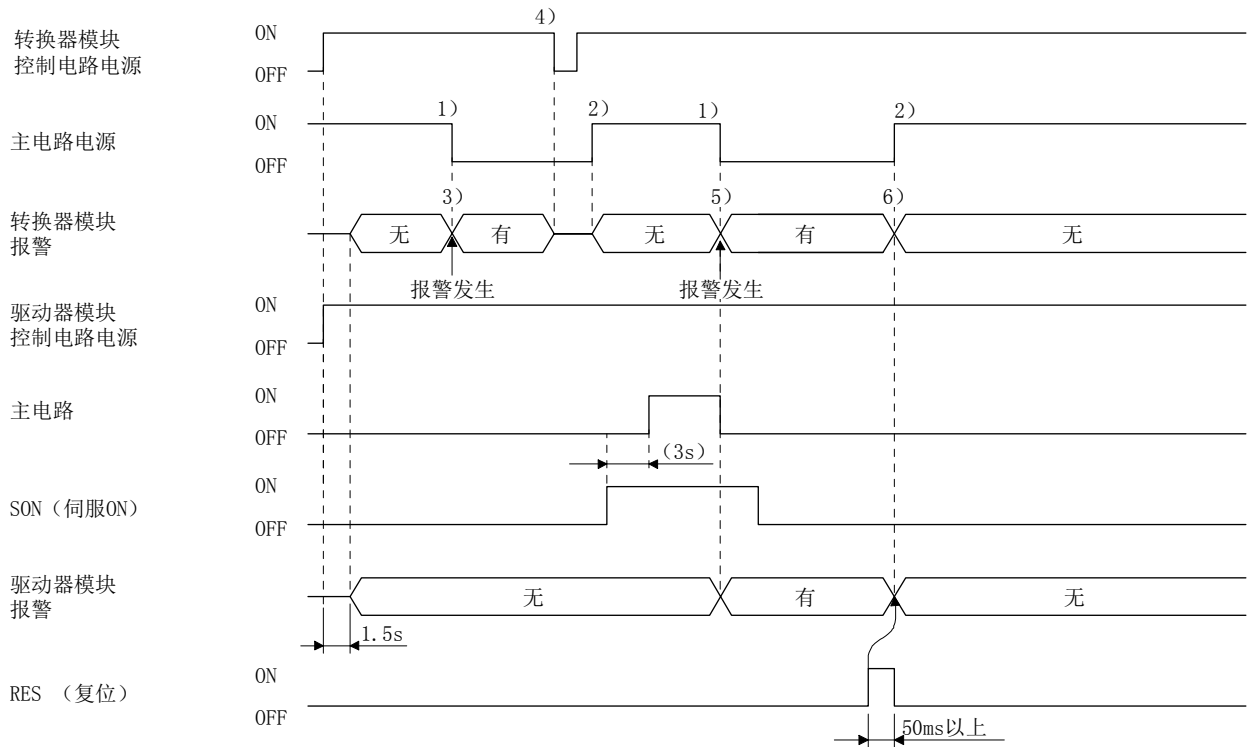 转换器模块
控制电路电源
ON
OFF
4）
主电路电源
ON
OFF
1）
2）
1）
2）
转换器模块
报警
3）
5）
6）
无
有
无
有
无
报警发生
报警发生
驱动器模块
控制电路电源
ON
OFF
主电路
ON
OFF
（3s）
SON（伺服ON）
ON
OFF
驱动器模块
报警
无
有
无
1.5s
RES （复位）
ON
OFF
50ms以上